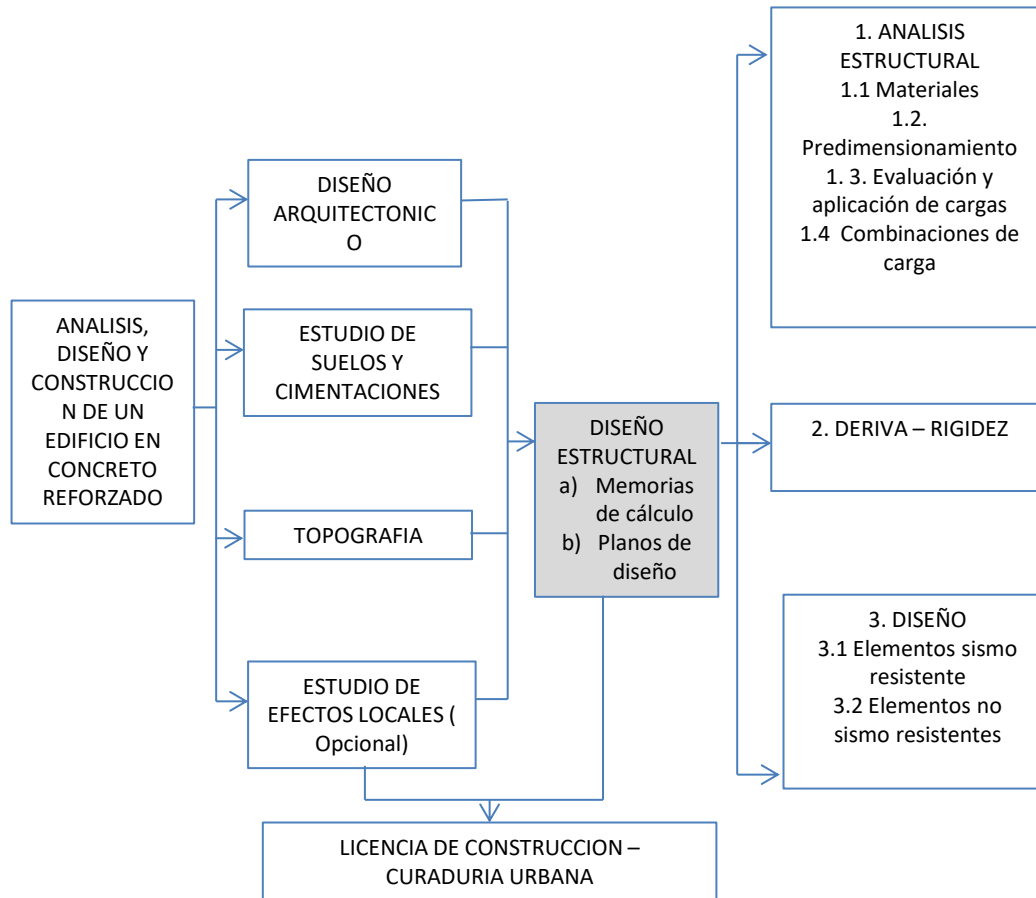 ANALISIS,
DISEÑO Y
CONSTRUCCIO
N DE UN
EDIFICIO EN
CONCRETO
REFORZADO
DISEÑO
ARQUITECTONIC
O
ESTUDIO DE
SUELOS Y
CIMENTACIONES
TOPOGRAFIA
ESTUDIO DE
EFECTOS LOCALES (
Opcional)
DISEÑO
ESTRUCTURAL
a) Memorias
de cálculo
b) Planos de
diseño
1. ANALISIS
ESTRUCTURAL
1.1 Materiales
1.2.
Predimensionamiento
1. 3. Evaluación y
aplicación de cargas
1.4 Combinaciones de
carga
2. DERIVA – RIGIDEZ
3. DISEÑO
3.1 Elementos sismo
resistente
3.2 Elementos no
sismo resistentes
LICENCIA DE CONSTRUCCION –
CURADURIA URBANA